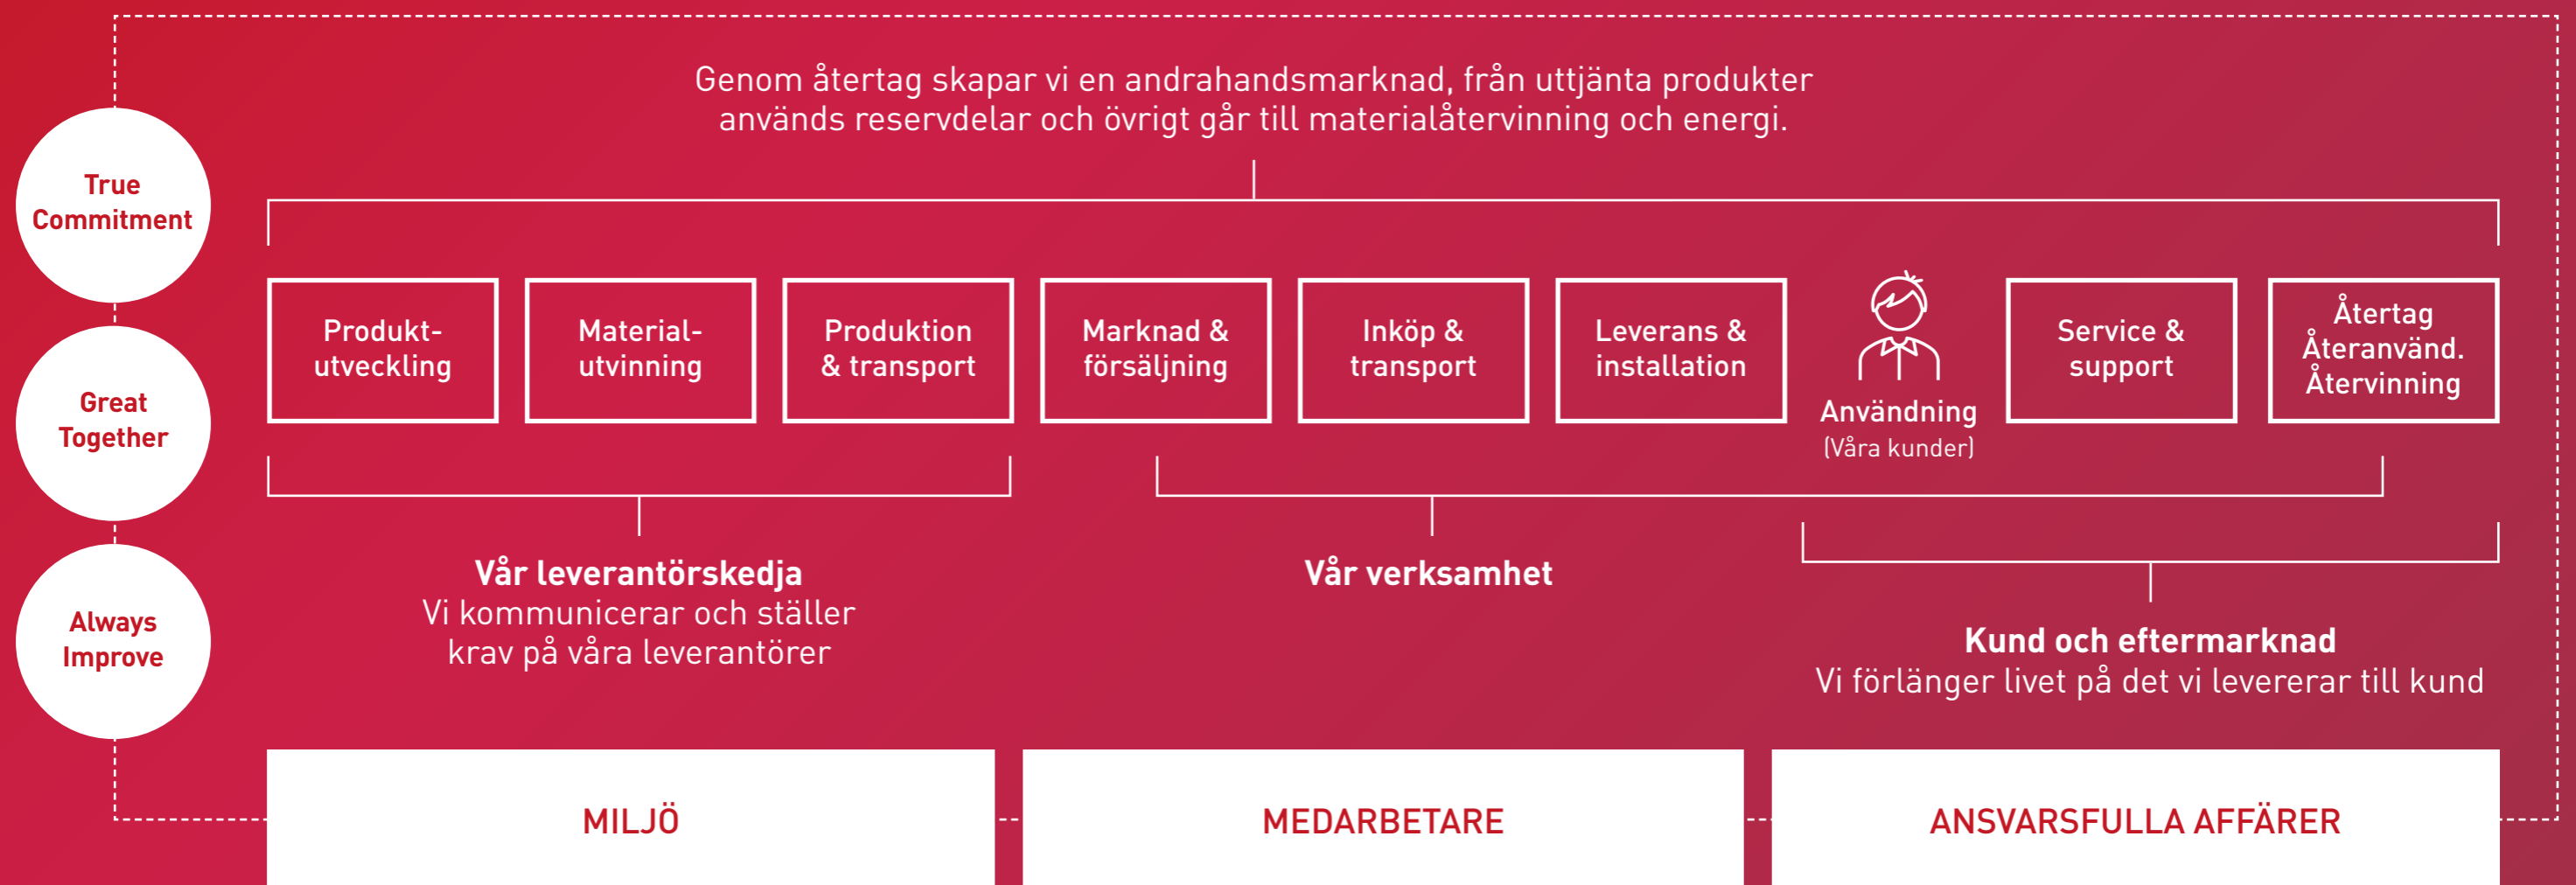 Genom återtag skapar vi en andrahandsmarknad, från uttjänta produkter
används reservdelar och övrigt går till materialåtervinning och energi.
True
Commitment
Great
Together
Always
Improve
Produkt-
utveckling
Material-
utvinning
Produktion
& transport
Marknad &
försäljning
Inköp &
transport
Leverans &
installation
Användning
(Våra kunder)
Service &
support
Återtag
Återanvänd.
Återvinning
Vår leverantörskedja
Vi kommunicerar och ställer
krav på våra leverantörer
Vår verksamhet
Kund och eftermarknad
Vi förlänger livet på det vi levererar till kund
MILJÖ
MEDARBETARE
ANSVARSFULLA AFFÄRER